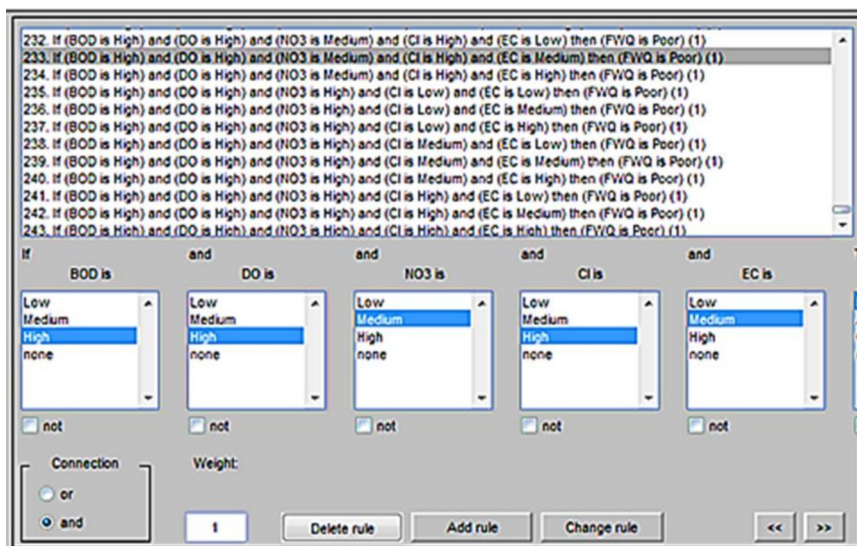 232. If (BOD is High) and (DO is High) and (NO3 is Medium) and (Cl is High) and (EC is Low) then (FWQ is Poor) (1)
233. If (BOD is High) and (DO is High) and (NO3 is Medium) and (Cl is High) and (EC is Medium) then (FWQ is Poor) (1)
234. If (BOD is High) and (DO is High) and (NO3 is Medium) and (Cl is High) and (EC is High) then (FWQ is Poor) (1)
235. If (BOD is High) and (DO is High) and (NO3 is High) and (Cl is Low) and (EC is Low) then (FWQ is Poor) (1)
236. If (BOD is High) and (DO is High) and (NO3 is High) and (Cl is Low) and (EC is Medium) then (FWQ is Poor) (1)
237. If (BOD is High) and (DO is High) and (NO3 is High) and (Cl is Low) and (EC is High) then (FWQ is Poor) (1)
238. If (BOD is High) and (DO is High) and (NO3 is High) and (Cl is Medium) and (EC is Low) then (FWQ is Poor) (1)
239. If (BOD is High) and (DO is High) and (NO3 is High) and (Cl is Medium) and (EC is Medium) then (FWQ is Poor) (1)
240. If (BOD is High) and (DO is High) and (NO3 is High) and (Cl is Medium) and (EC is High) then (FWQ is Poor) (1)
241. If (BOD is High) and (DO is High) and (NO3 is High) and (Cl is High) and (EC is Low) then (FWQ is Poor) (1)
242. If (BOD is High) and (DO is High) and (NO3 is High) and (Cl is High) and (EC is Medium) then (FWQ is Poor) (1)
243. If (BOD is High) and (DO is High) and (NO3 is High) and (Cl is High) and (EC is High) then (FWQ is Poor) (1)
If and and and and
BOD is DO is NO3 is Cl is EC is
Low Low Low Low Low
Medium Medium Medium Medium Medium
High High High High High
none none none none none
not not not not not
Connection Weight:
or
and 1 Delete rule Add rule Change rule << >>